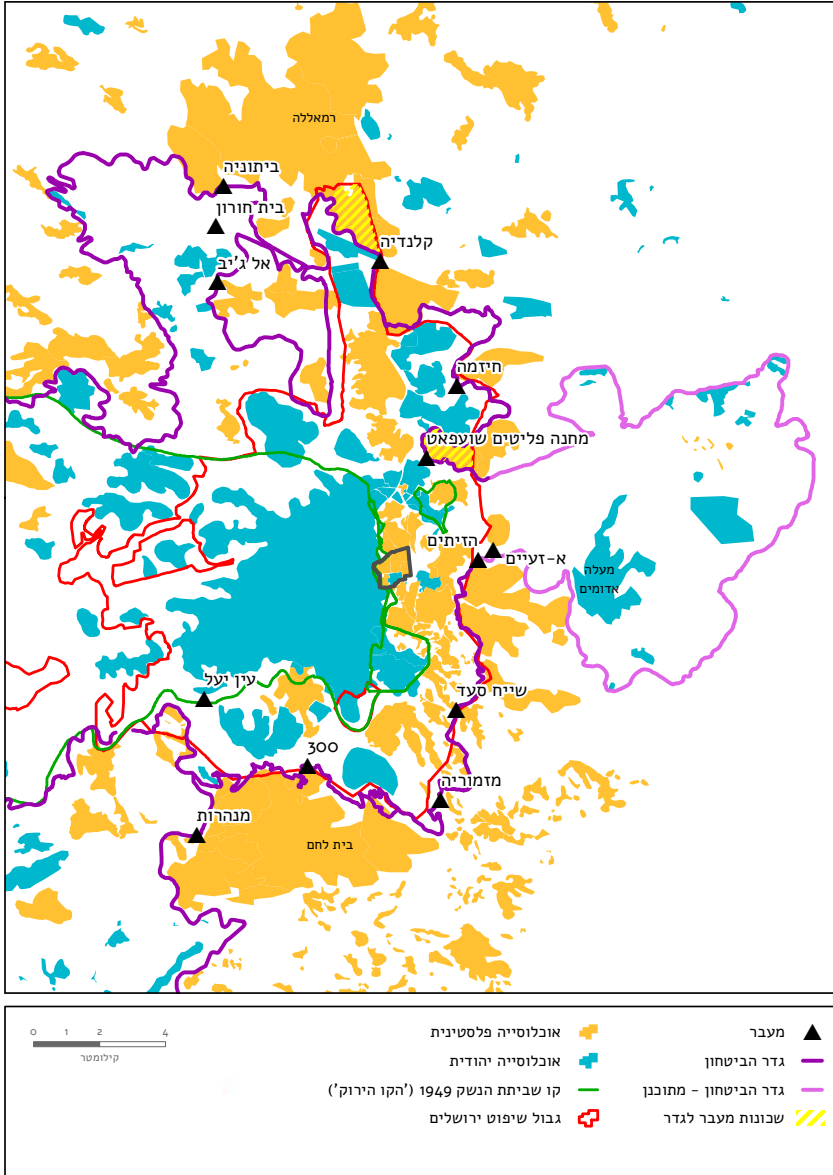 רמאללה
ביתוניה
בית חורון
קלנדיה
אל ג'יב
חיזמה
מחנה פליטים שועפאט
הזיתים
א-זעיים
מעלה
אדומים
עין יעל
שייח סעד
300
מזמוריה
מנהרות
בית לחם
מעבר
גדר הביטחון
גדר הביטחון - מתוכנן
שכונות מעבר לגדר
אוכלוסייה פלסטינית
אוכלוסייה יהודית
קו שביתת הנשק 1949 ('הקו הירוק')
גבול שיפוט ירושלים
0 1 2 4
קילומטר